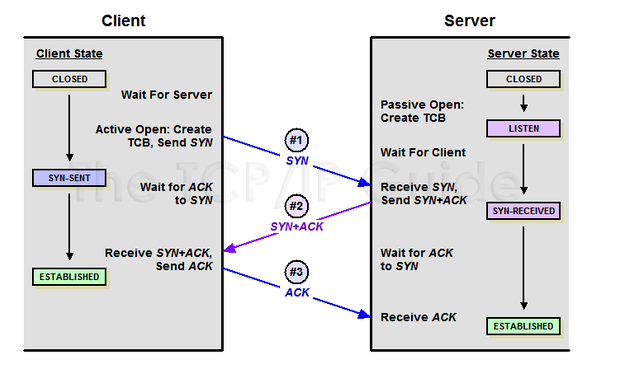 Client
Server
Client State
CLOSED
Wait For Server
Active Open: Create
TCB, Send SYN
SYN-SENT
Wait for ACK
to SYN
Receive SYN+ACK,
Send ACK
ESTABLISHED
#1
SYN
#2
SYN+ACK
#3
ACK
Server State
CLOSED
Passive Open:
Create TCB
LISTEN
Wait For Client
Receive SYN,
Send SYN+ACK
SYN-RECEIVED
Wait for ACK
to SYN
Receive ACK
ESTABLISHED
The TCP/IP Guide